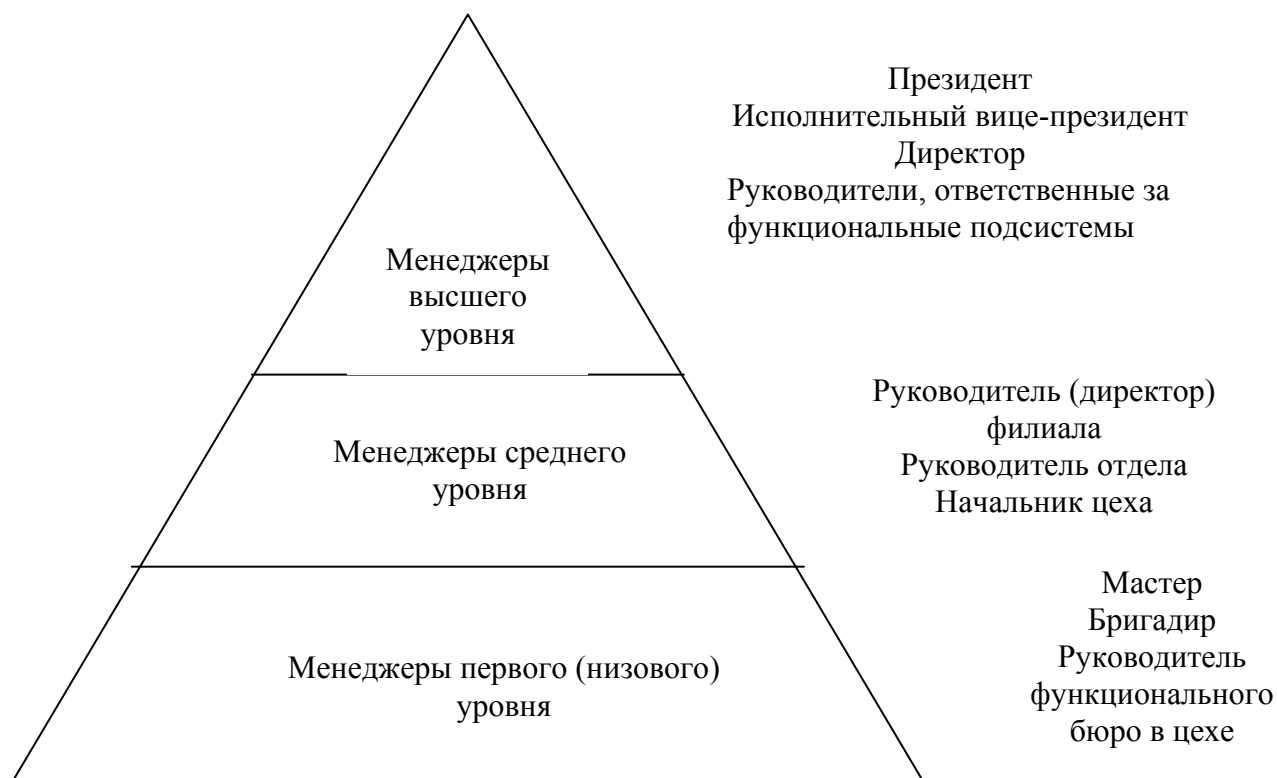 Президент
Исполнительный вице-президент
Директор
Руководители, ответственные за
функциональные подсистемы
Менеджеры
высшего
уровня
Руководитель (директор)
филиала
Руководитель отдела
Начальник цеха
Менеджеры среднего
уровня
Мастер
Бригадир
Руководитель
функционального
бюро в цехе
Менеджеры первого (низового)
уровня